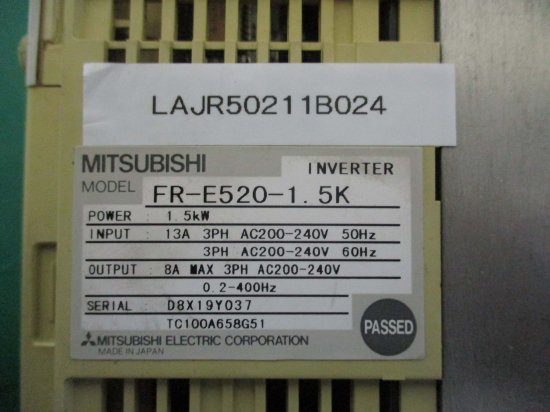 LAJR50211B024
MITSUBISHI INVERTER
MODEL FR-E520-1.5K
POWER : 1.5kW
INPUT : 13A 3PH AC200-240V 50Hz
3PH AC200-240V 60Hz
OUTPUT : 8A MAX 3PH AC200-240V
0.2-400Hz
SERIAL : D8X19Y037
TC100A658G51
PASSED
MITSUBISHI ELECTRIC CORPORATION
MADE IN JAPAN